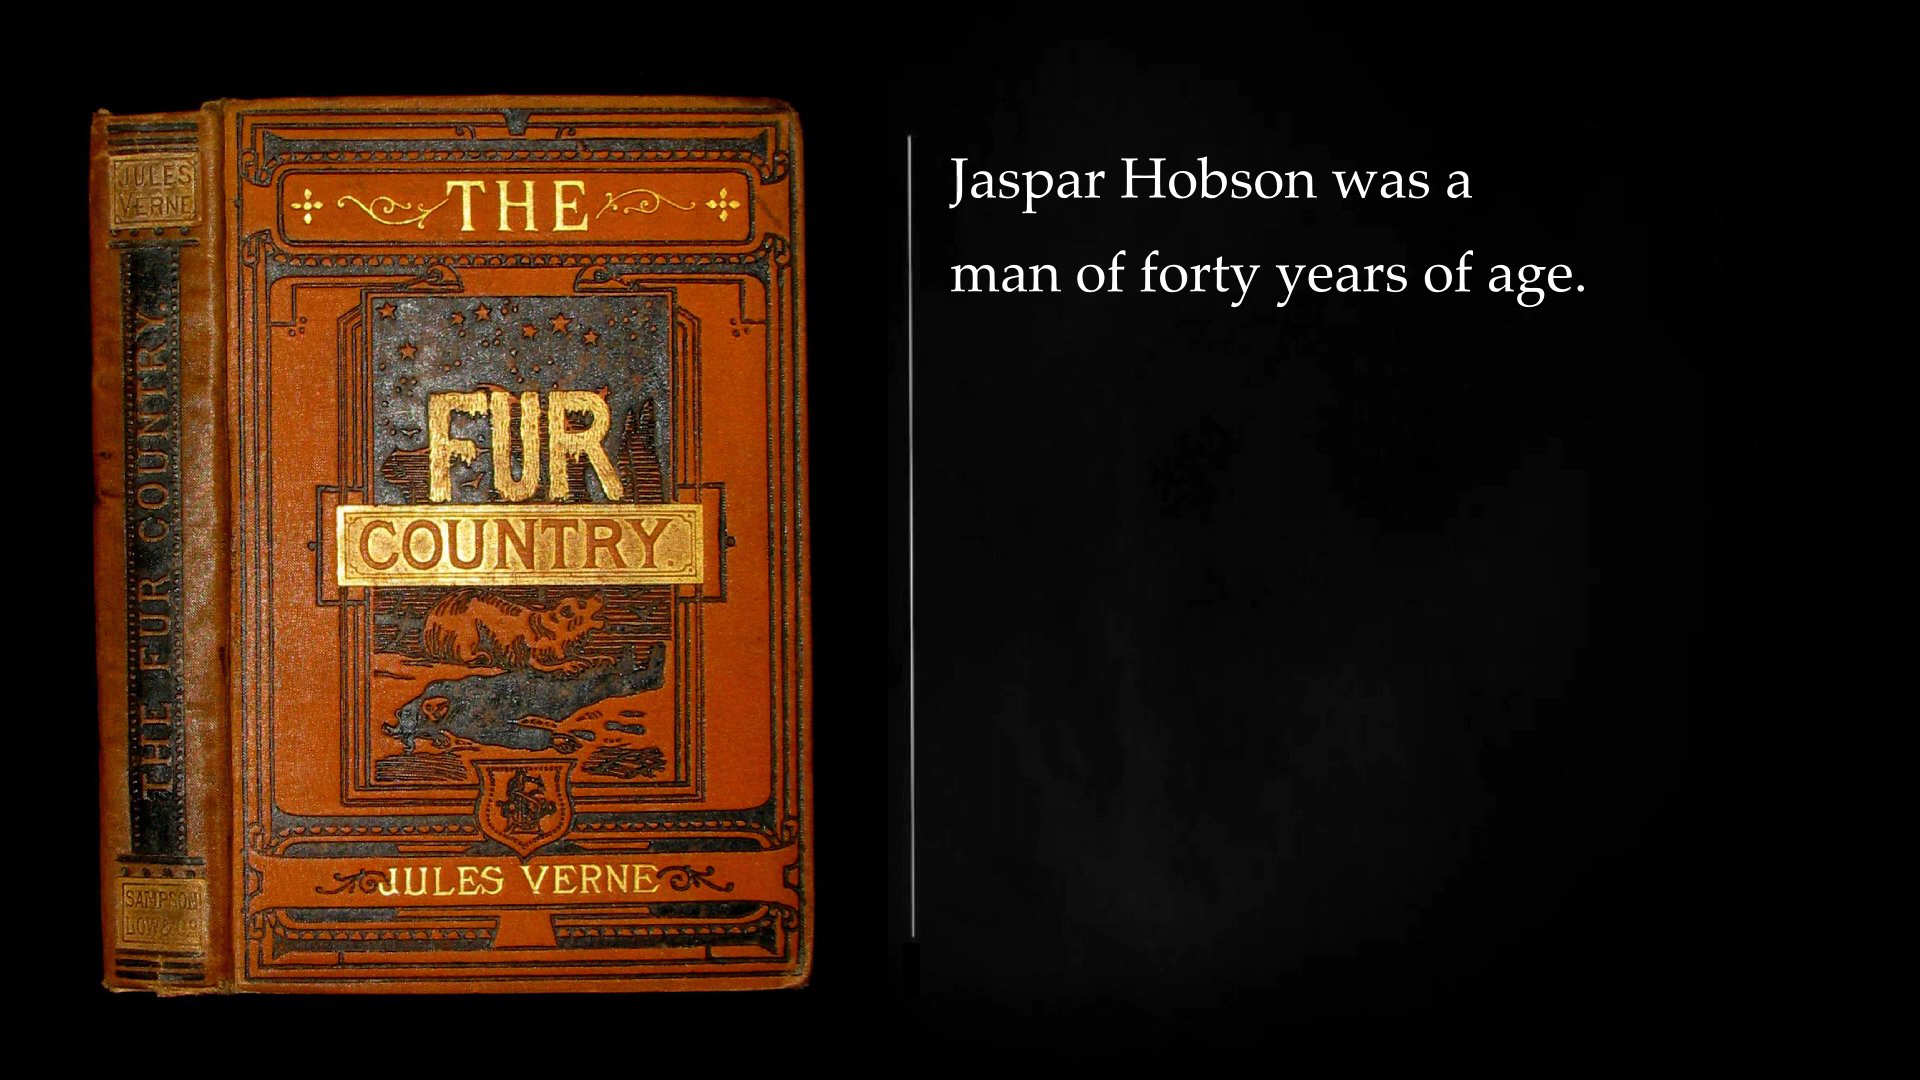 JULES
VERNE
THE FUR COUNTRY.
SAMPSON
LOW & Co
THE
FUR
COUNTRY.
JULES VERNE
Jaspar Hobson was a
man of forty years of age.